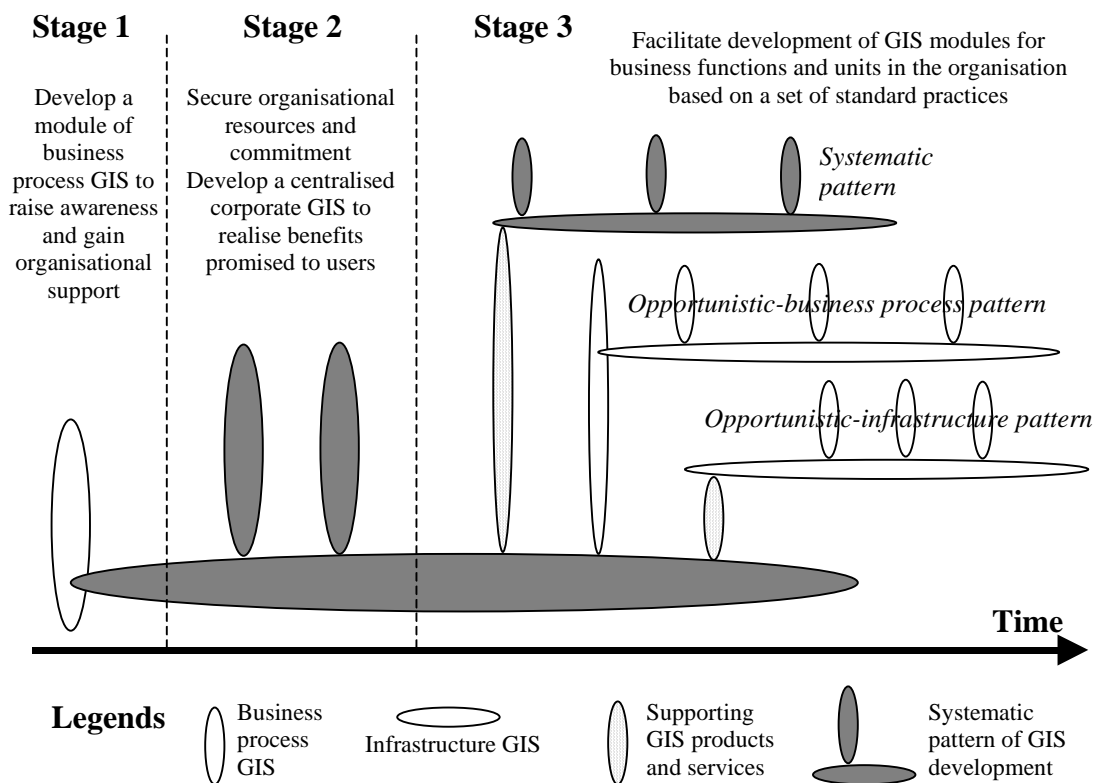 Stage 1
Develop a
module of
business
process GIS to
raise awareness
and gain
organisational
support
Stage 2
Secure organisational
resources and
commitment
Develop a centralised
corporate GIS to
realise benefits
promised to users
Stage 3
Facilitate development of GIS modules for
business functions and units in the organisation
based on a set of standard practices
Systematic
pattern
Opportunistic-business process pattern
Opportunistic-infrastructure pattern
Time
Legends
Business
process
GIS
Infrastructure GIS
Supporting
GIS products
and services
Systematic
pattern of GIS
development